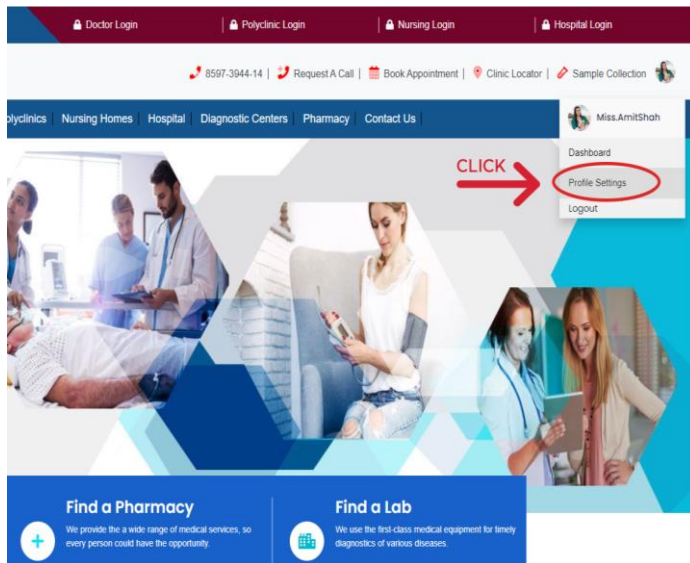 Doctor Login
Polyclinic Login
Nursing Login
Hospital Login
8597-3944-14 | Request A Call | Book Appointment | Clinic Locator | Sample Collection
olyclinics | Nursing Homes | Hospital | Diagnostic Centers | Pharmacy | Contact Us |
Miss.AmitShah
Dashboard
CLICK
Profile Settings
Logout
Find a Pharmacy
We provide the a wide range of medical services, so
every person could have the opportunity.
Find a Lab
We use the first-class medical equipment for timely
diagnostics of various diseases.